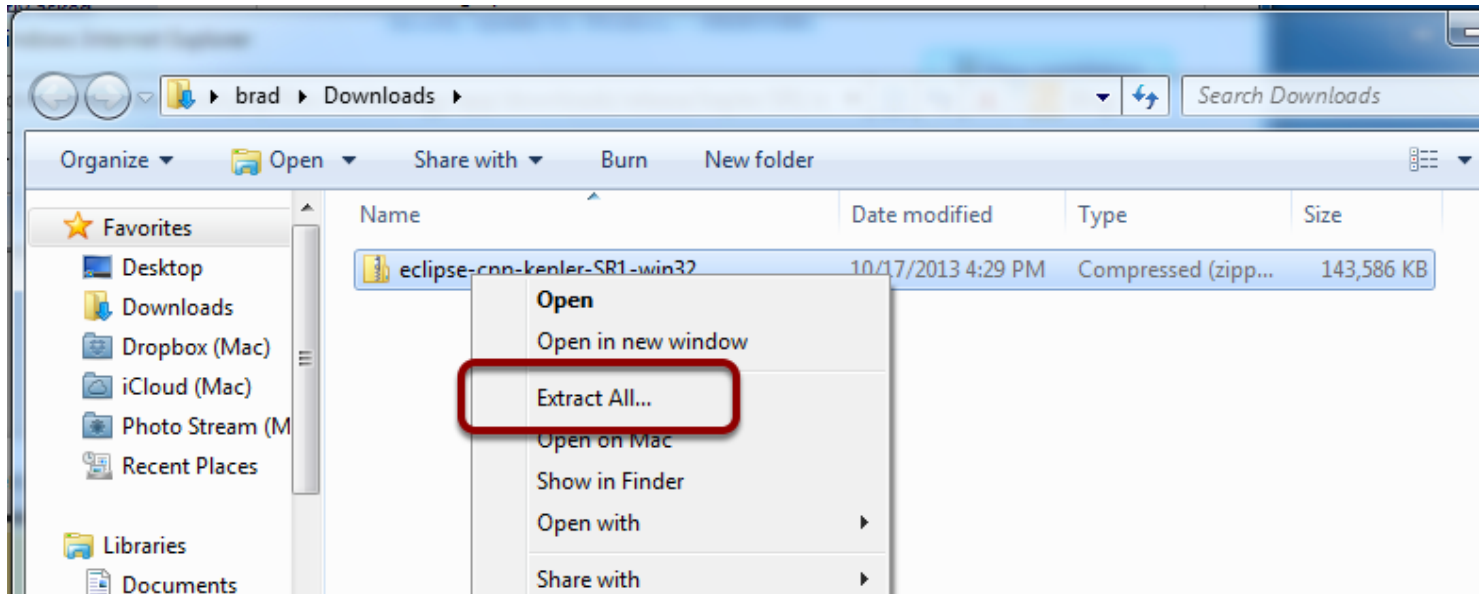 Windows Internet Explorer
brad Downloads
Search Downloads
Organize Open Share with Burn New folder
Name Date modified Type Size
Favorites
Desktop
Downloads
Dropbox (Mac)
iCloud (Mac)
Photo Stream (M
Recent Places
Libraries
Documents
eclipse-cpp-kepler-SR1-win32 10/17/2013 4:29 PM Compressed (zipp... 143,586 KB
Open
Open in new window
Extract All...
Open on Mac
Show in Finder
Open with
Share with